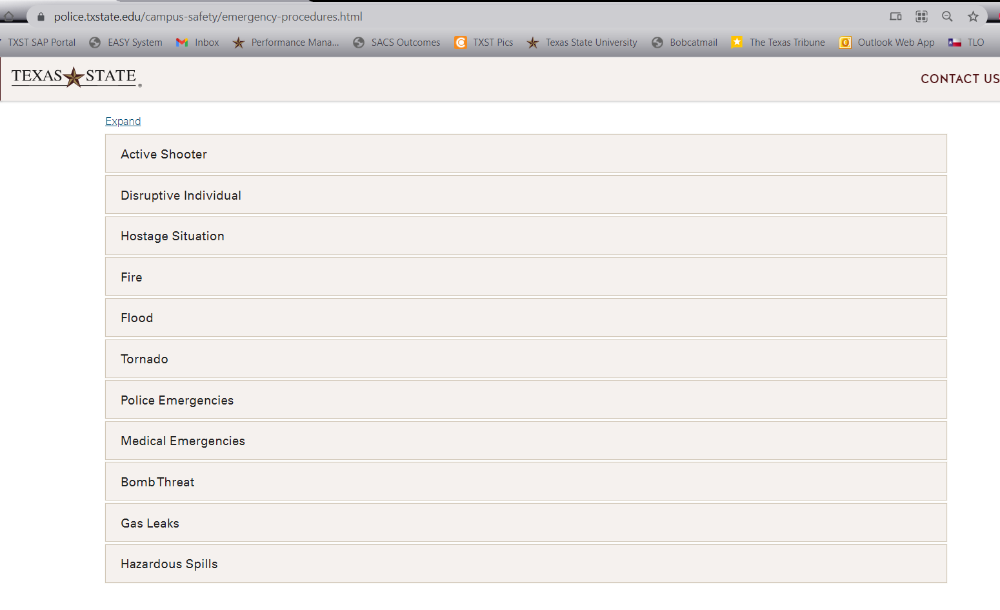 police.txstate.edu/campus-safety/emergency-procedures.html
TXST SAP Portal EASY System Inbox Performance Mana... SACS Outcomes TXST Pics Texas State University Bobcatmail The Texas Tribune Outlook Web App TLO
TEXAS STATE ®
CONTACT US
Expand
Active Shooter
Disruptive Individual
Hostage Situation
Fire
Flood
Tornado
Police Emergencies
Medical Emergencies
Bomb Threat
Gas Leaks
Hazardous Spills